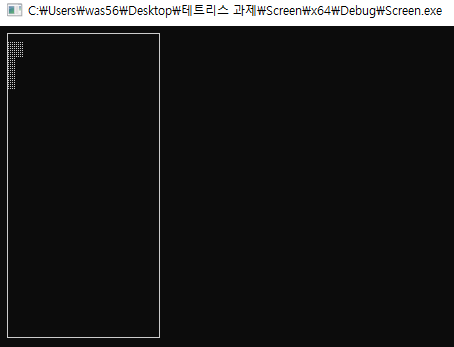 C:₩Users₩was56₩Desktop₩테트리스 과제₩Screen₩x64₩Debug₩Screen.exe